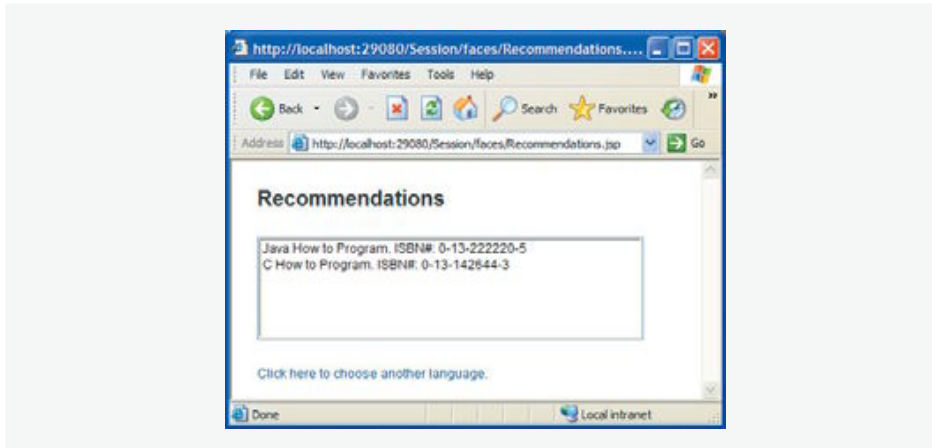 http://localhost:29080/Session/faces/Recommendations....
File Edit View Favorites Tools Help
Back Search Favorites »
Address http://localhost:29080/Session/faces/Recommendations.jsp Go
Recommendations
Java How to Program. ISBN#: 0-13-222220-5
C How to Program. ISBN#: 0-13-142644-3
Click here to choose another language.
Done Local intranet